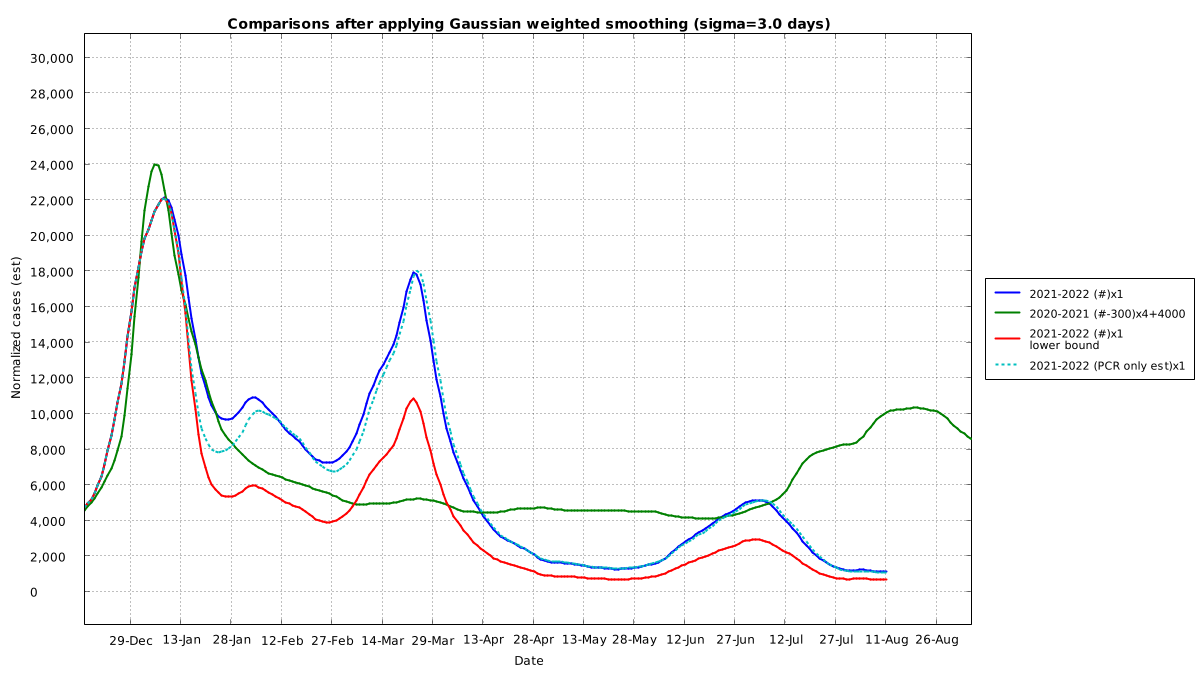 Comparisons after applying Gaussian weighted smoothing (sigma=3.0 days)
Normalized cases (est)
30,000
28,000
26,000
24,000
22,000
20,000
18,000
16,000
14,000
12,000
10,000
8,000
6,000
4,000
2,000
0
29-Dec 13-Jan 28-Jan 12-Feb 27-Feb 14-Mar 29-Mar 13-Apr 28-Apr 13-May 28-May 12-Jun 27-Jun 12-Jul 27-Jul 11-Aug 26-Aug
Date
2021-2022 (#)x1
2020-2021 (#-300)x4+4000
2021-2022 (#)x1
lower bound
2021-2022 (PCR only est)x1